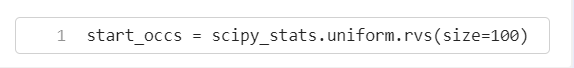 1 start_occs = scipy_stats.uniform.rvs(size=100)